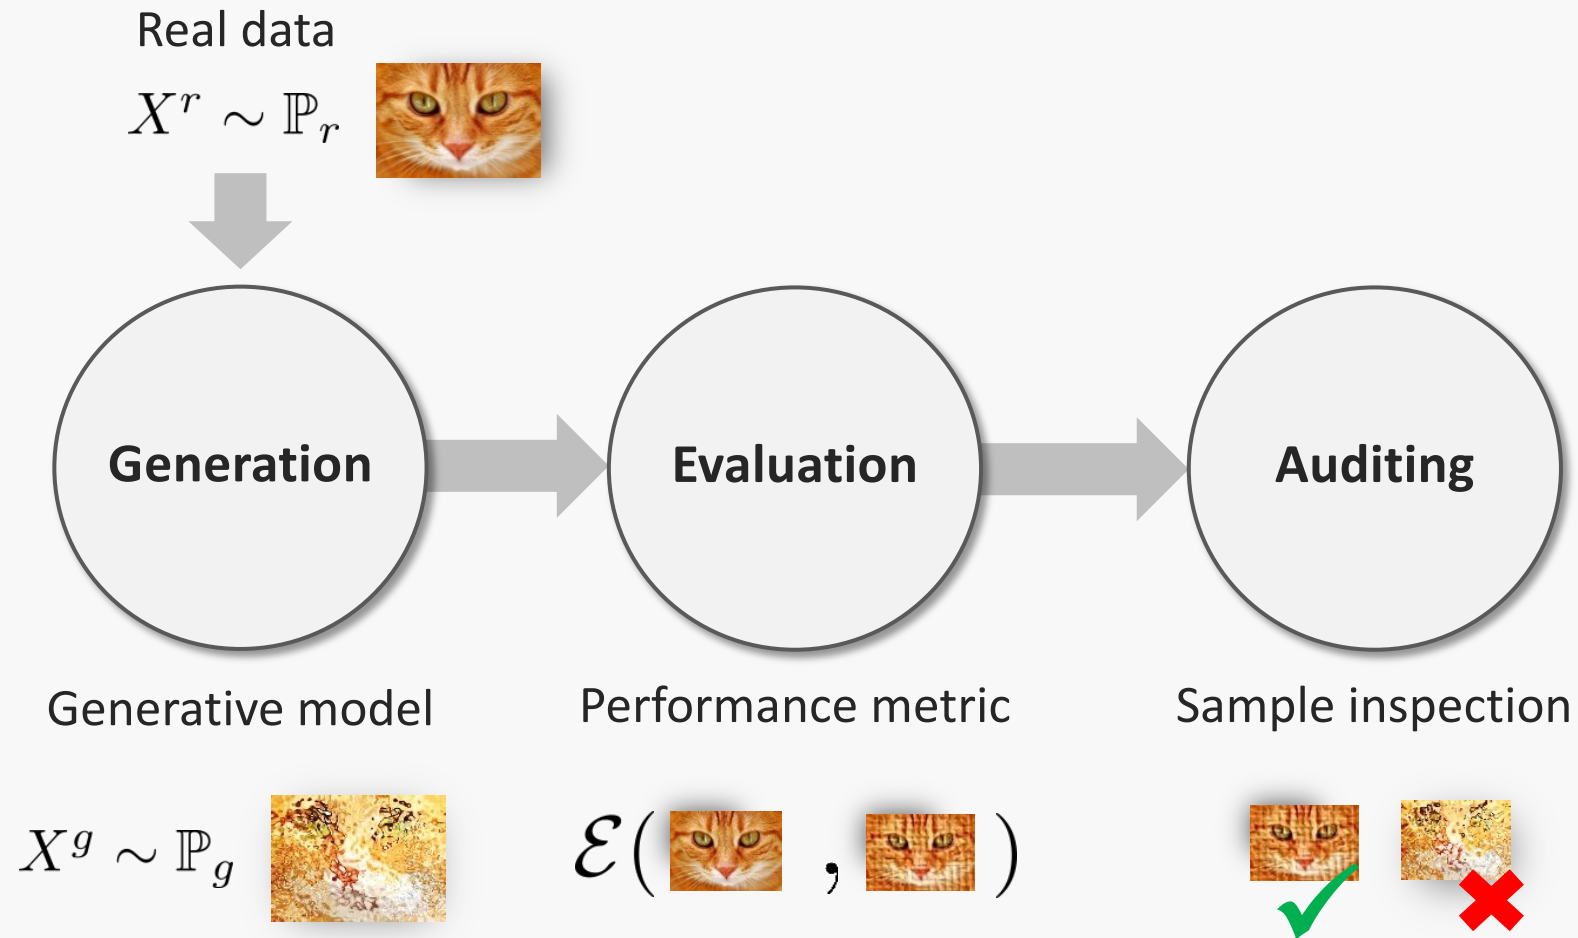 Real data
X^r ∼ ℙ_r
Generation
Evaluation
Auditing
Generative model
Performance metric
Sample inspection
X^g ∼ ℙ_g
ℰ( , )